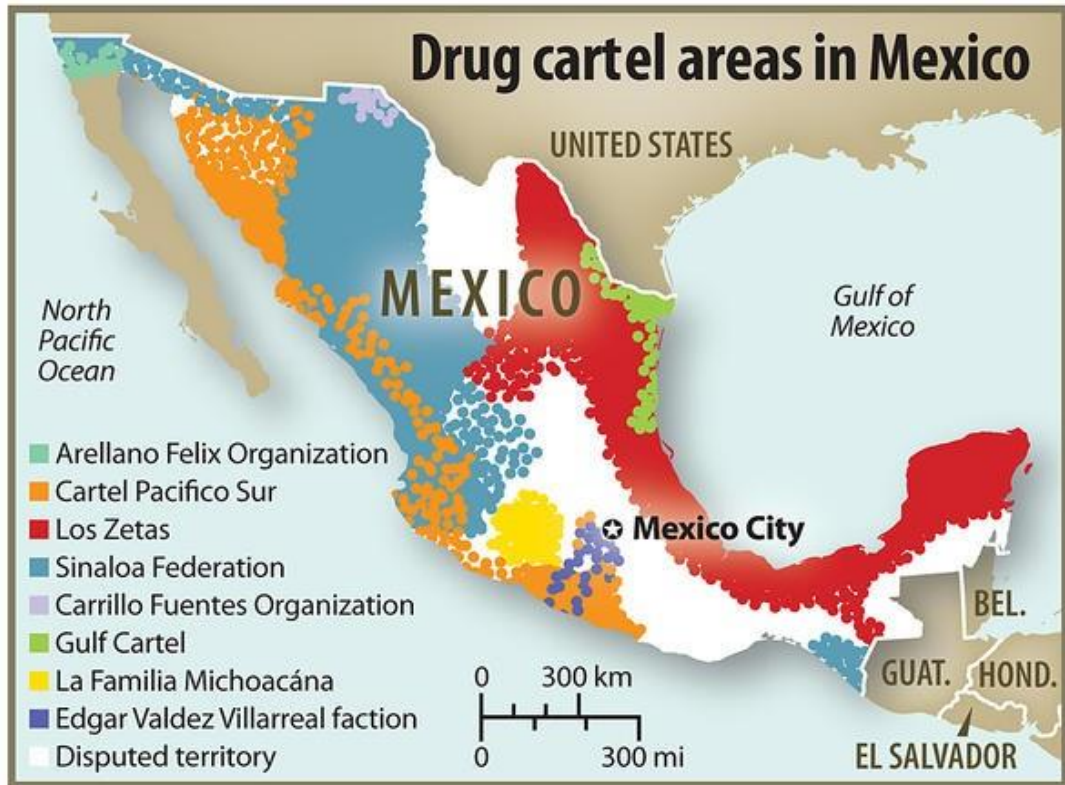 Drug cartel areas in Mexico
UNITED STATES
MEXICO
North
Pacific
Ocean
Gulf of
Mexico
Arellano Felix Organization
Cartel Pacifico Sur
Los Zetas
Sinaloa Federation
Carrillo Fuentes Organization
Gulf Cartel
La Familia Michoacána
Edgar Valdez Villarreal faction
Disputed territory
Mexico City
0 300 km
0 300 mi
BEL.
GUAT.
HOND.
EL SALVADOR